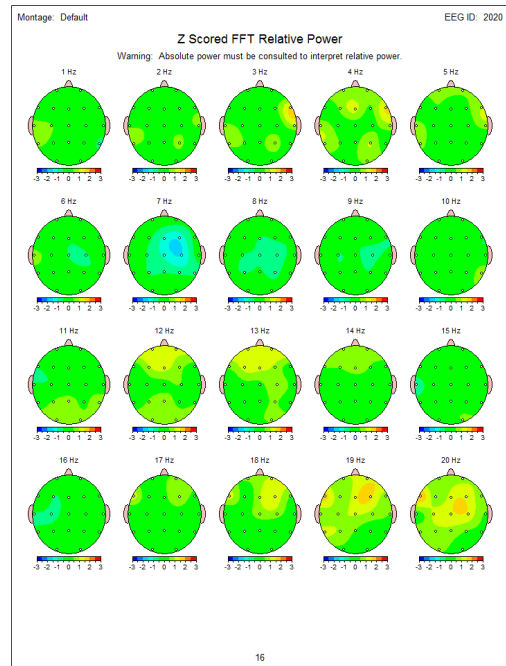 Montage: Default EEG ID: 2020
Z Scored FFT Relative Power
Warning: Absolute power must be consulted to interpret relative power.
1 Hz 2 Hz 3 Hz 4 Hz 5 Hz
-3 -2 -1 0 1 2 3 -3 -2 -1 0 1 2 3 -3 -2 -1 0 1 2 3 -3 -2 -1 0 1 2 3 -3 -2 -1 0 1 2 3
6 Hz 7 Hz 8 Hz 9 Hz 10 Hz
-3 -2 -1 0 1 2 3 -3 -2 -1 0 1 2 3 -3 -2 -1 0 1 2 3 -3 -2 -1 0 1 2 3 -3 -2 -1 0 1 2 3
11 Hz 12 Hz 13 Hz 14 Hz 15 Hz
-3 -2 -1 0 1 2 3 -3 -2 -1 0 1 2 3 -3 -2 -1 0 1 2 3 -3 -2 -1 0 1 2 3 -3 -2 -1 0 1 2 3
16 Hz 17 Hz 18 Hz 19 Hz 20 Hz
-3 -2 -1 0 1 2 3 -3 -2 -1 0 1 2 3 -3 -2 -1 0 1 2 3 -3 -2 -1 0 1 2 3 -3 -2 -1 0 1 2 3
16